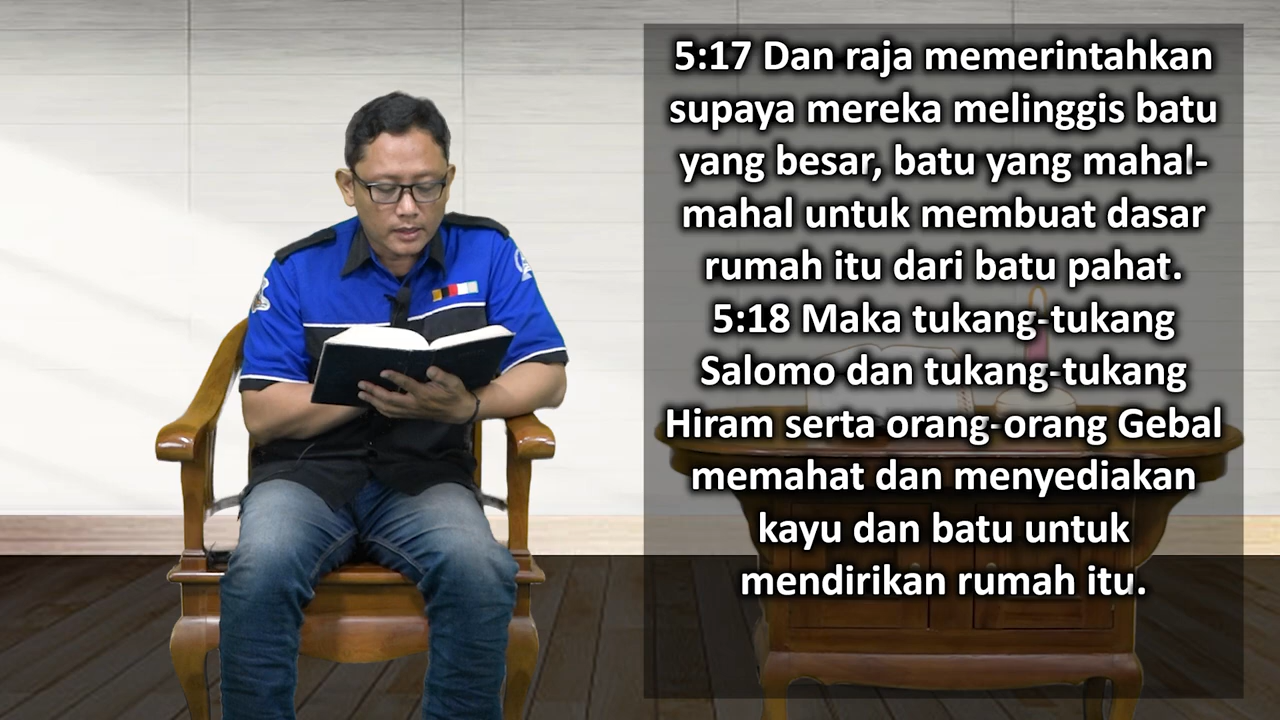 5:17 Dan raja memerintahkan
supaya mereka melinggis batu
yang besar, batu yang mahal-
mahal untuk membuat dasar
rumah itu dari batu pahat.
5:18 Maka tukang-tukang
Salomo dan tukang-tukang
Hiram serta orang-orang Gebal
memahat dan menyediakan
kayu dan batu untuk
mendirikan rumah itu.